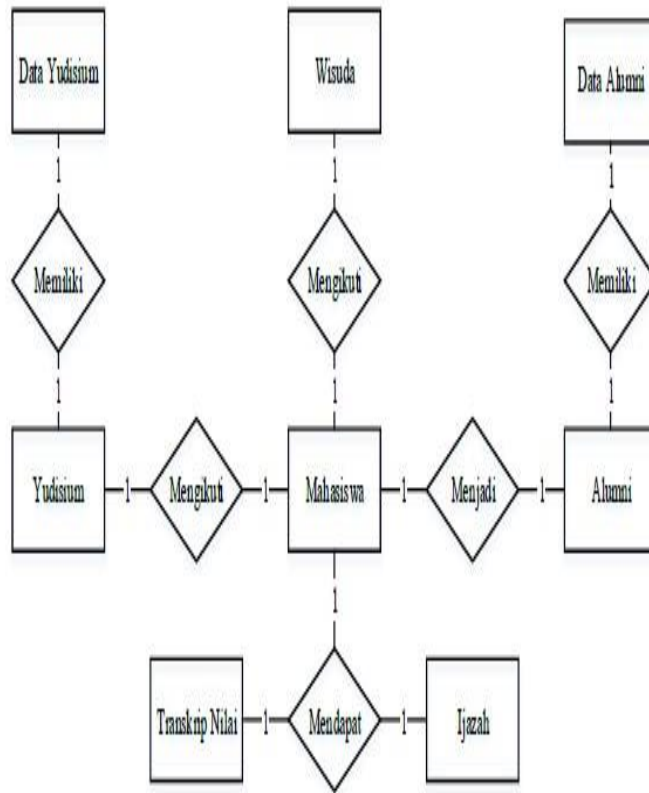 Data Yudisium
Wisuda
Data Alumni
1
1
1
Memiliki
Mengikuti
Memiliki
1
1
1
Yudisium
1
Mengikuti
1
Mahasiswa
1
Menjadi
1
Alumni
1
Transkrip Nilai
1
Mendapat
1
Ijazah